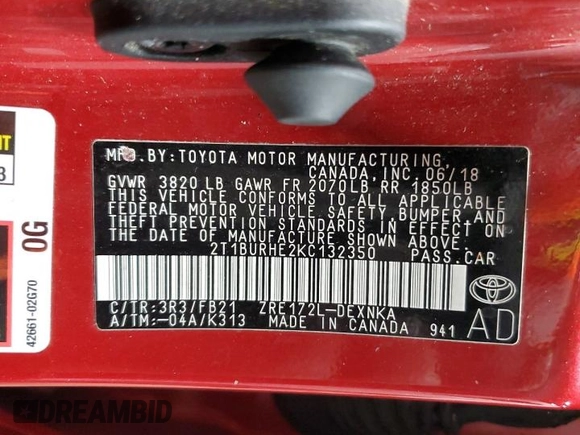 MFD.BY:TOYOTA MOTOR MANUFACTURING,
CANADA, INC. 06/18
GVWR 3820 LB GAWR FR 2070LB RR 1850LB
THIS VEHICLE CONFORMS TO ALL APPLICABLE
FEDERAL MOTOR VEHICLE SAFETY, BUMPER AND
THEFT PREVENTION STANDARDS IN EFFECT ON
THE DATE OF MANUFACTURE SHOWN ABOVE.
2T1BURHE2KC132350 PASS.CAR
C/TR:3R3/FB21 ZRE172L-DEXNKA
A/TM:-04A/K313 MADE IN CANADA 941
TOYOTA
AD
0G
42661-02G70
DREAMBID